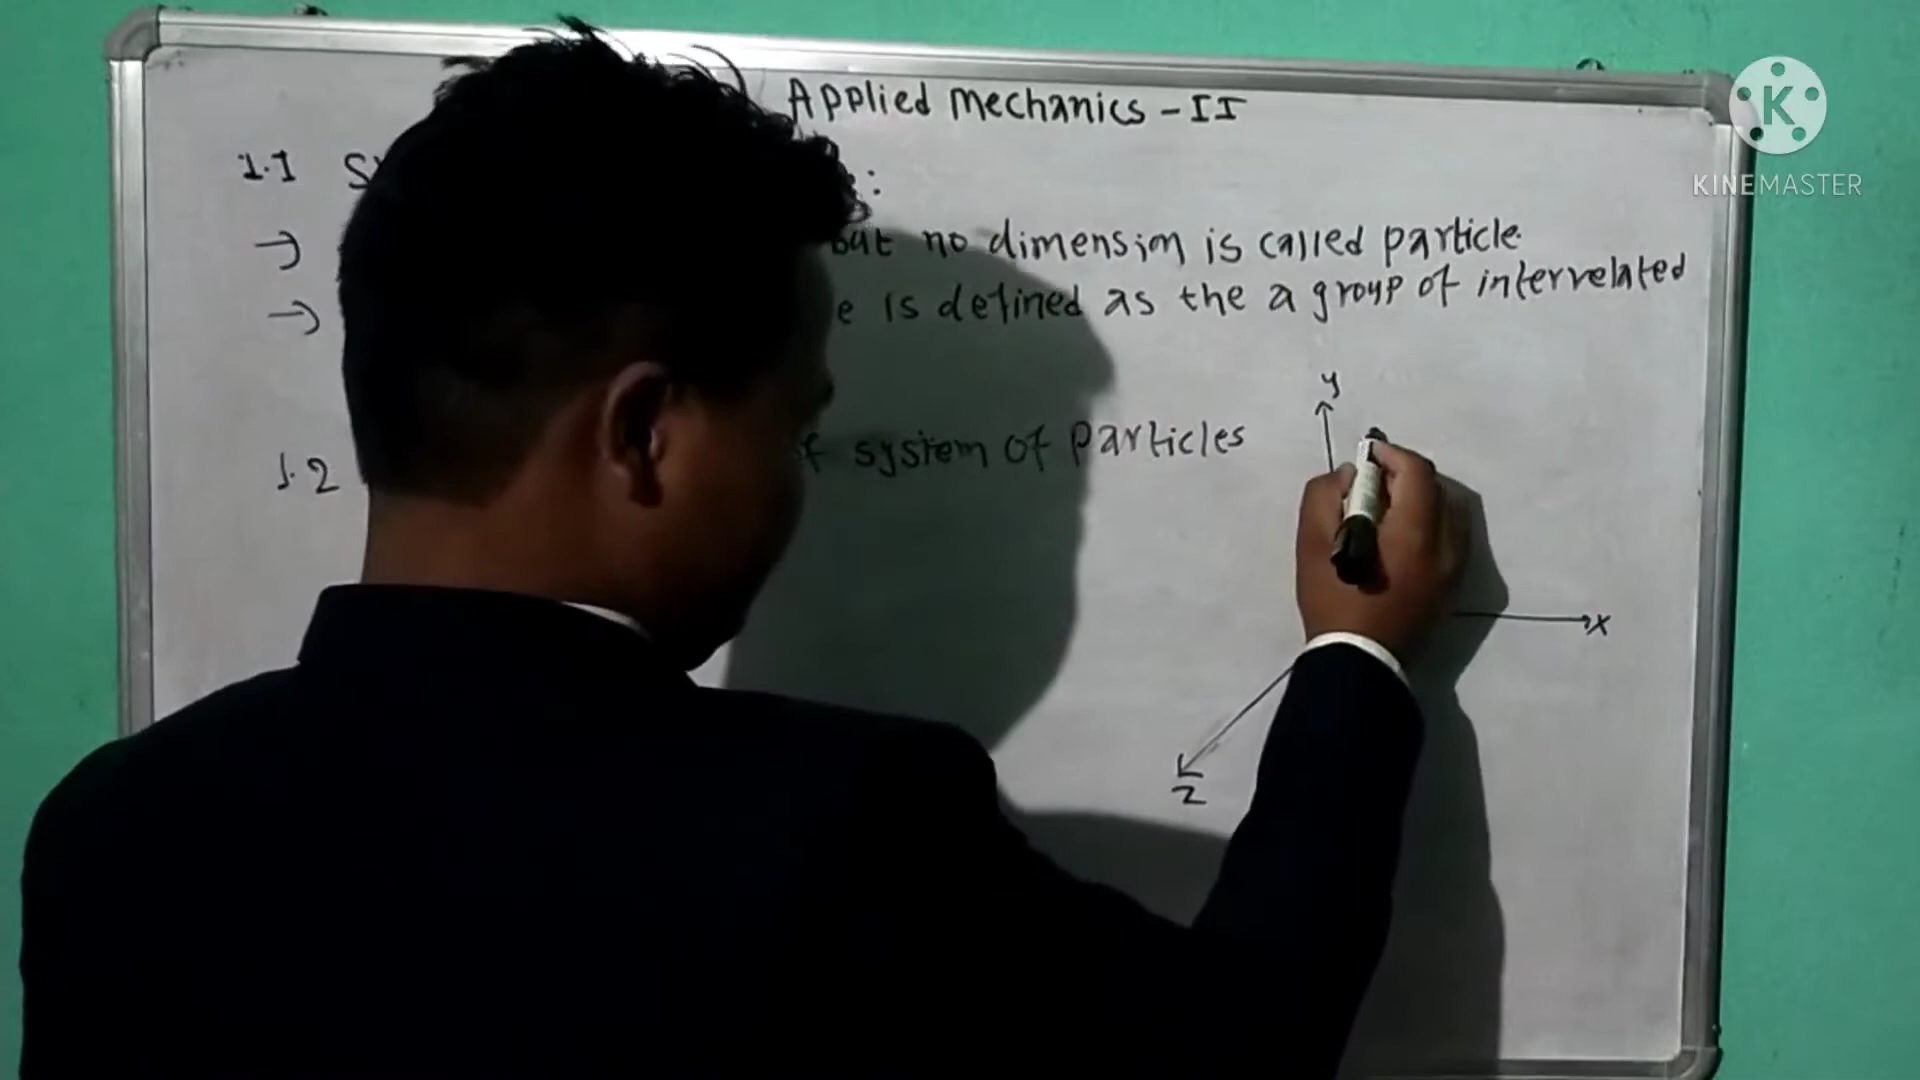 Applied Mechanics - II
1.1 :
→ but no dimension is called particle.
→ e is defined as the a group of interrelated
y
1.2 of system of particles
x
z
K
KINEMASTER